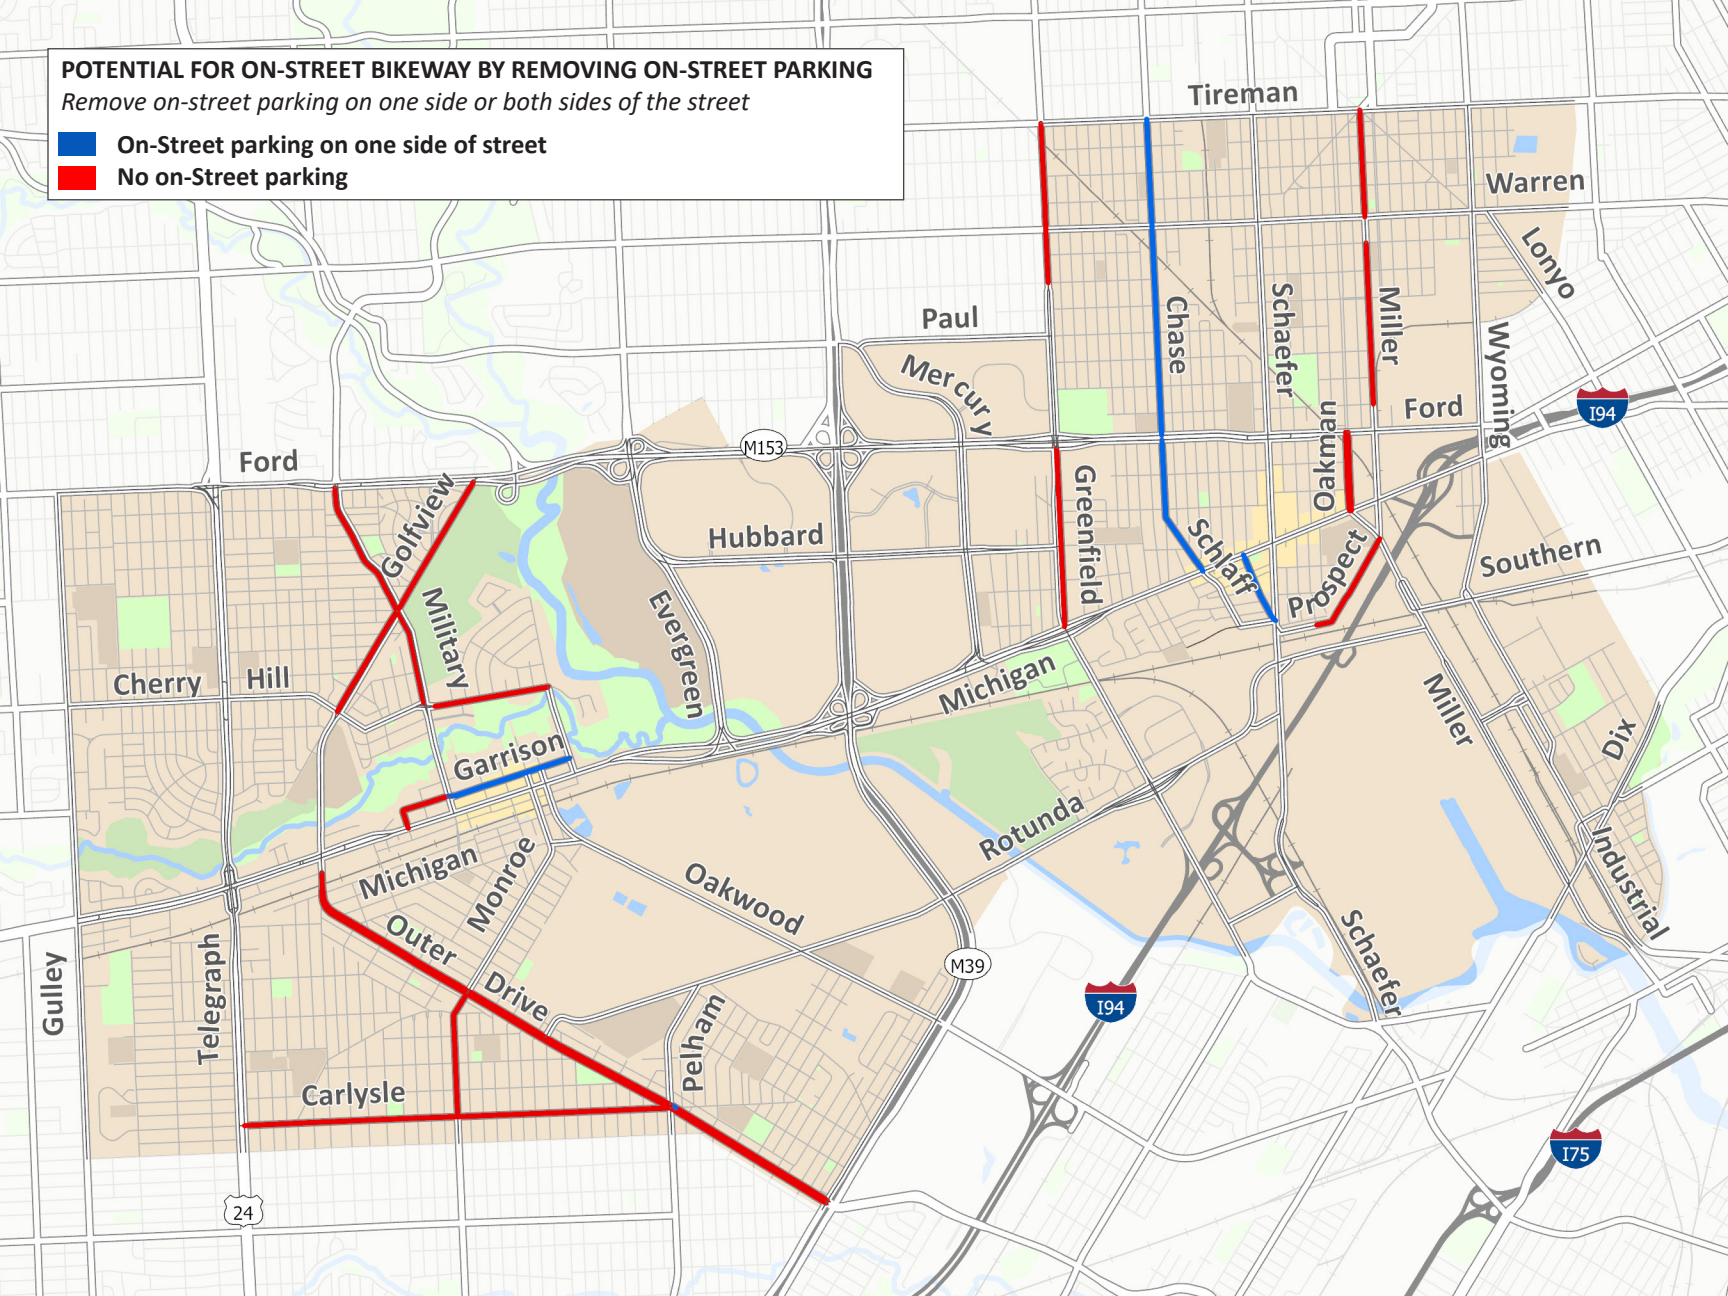 POTENTIAL FOR ON-STREET BIKEWAY BY REMOVING ON-STREET PARKING
Remove on-street parking on one side or both sides of the street
On-Street parking on one side of street
No on-Street parking
Tireman
Warren
Lonyo
Paul
Mercury
Chase
Schaefer
Miller
Wyoming
Ford
I94
Oakman
M153
Ford
Golfview
Greenfield
Hubbard
Schlaff
Prospect
Southern
Evergreen
Military
Cherry
Hill
Michigan
Miller
Dix
Garrison
Rotunda
Michigan
Monroe
Oakwood
Industrial
Outer
Drive
Schaefer
M39
I94
Gulley
Telegraph
Pelham
Carlysle
I75
24